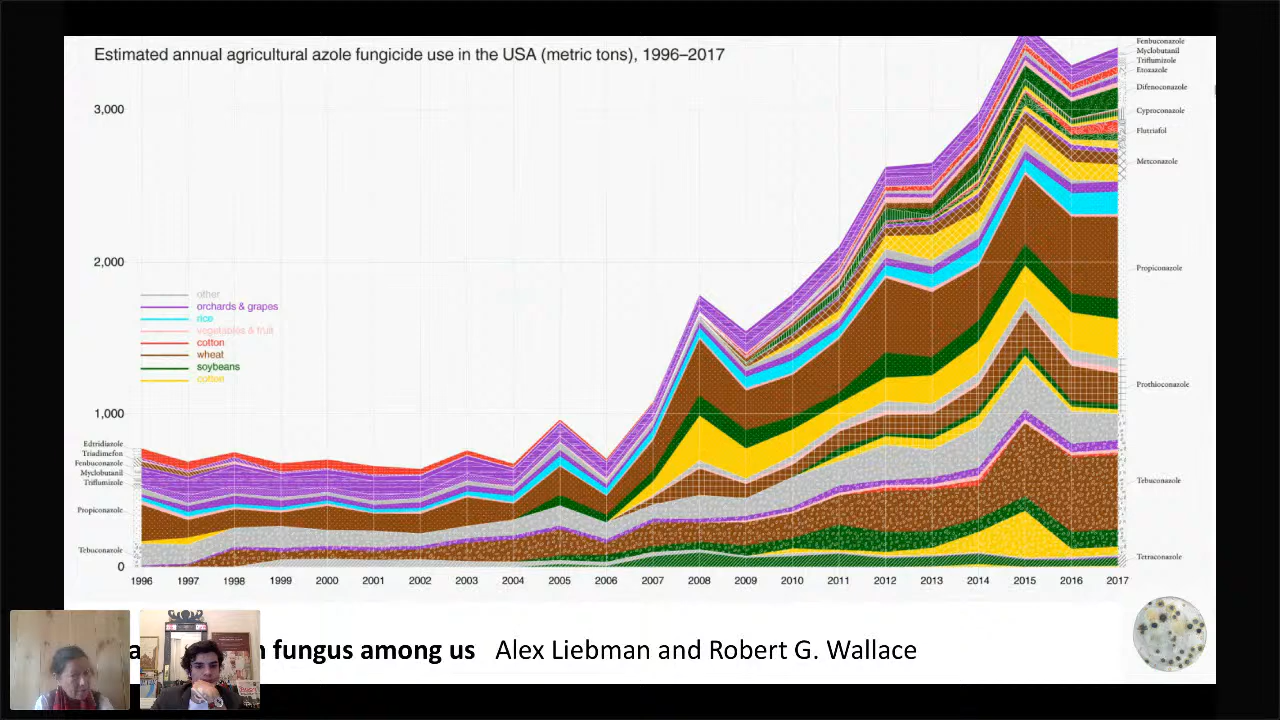 Estimated annual agricultural azole fungicide use in the USA (metric tons), 1996–2017
Fenbuconazole
Myclobutanil
Triflumizole
Etoxazole
Difenoconazole
Cyproconazole
Flutriafol
Metconazole
Propiconazole
Prothioconazole
Tebuconazole
Tetraconazole
3,000
2,000
1,000
0
other
orchards & grapes
rice
vegetables & fruit
cotton
wheat
soybeans
cotton
Edtridiazole
Triadimefon
Fenbuconazole
Myclobutanil
Triflumizole
Propiconazole
Tebuconazole
1996 1997 1998 1999 2000 2001 2002 2003 2004 2005 2006 2007 2008 2009 2010 2011 2012 2013 2014 2015 2016 2017
fungus among us Alex Liebman and Robert G. Wallace